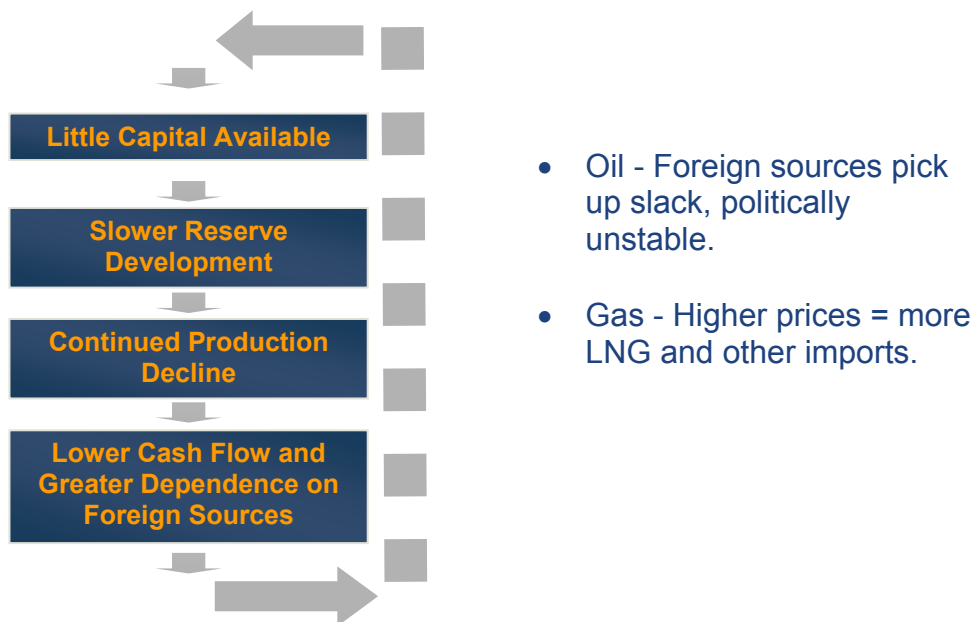 Little Capital Available
Slower Reserve
Development
Continued Production
Decline
Lower Cash Flow and
Greater Dependence on
Foreign Sources
• Oil - Foreign sources pick
up slack, politically
unstable.
• Gas - Higher prices = more
LNG and other imports.